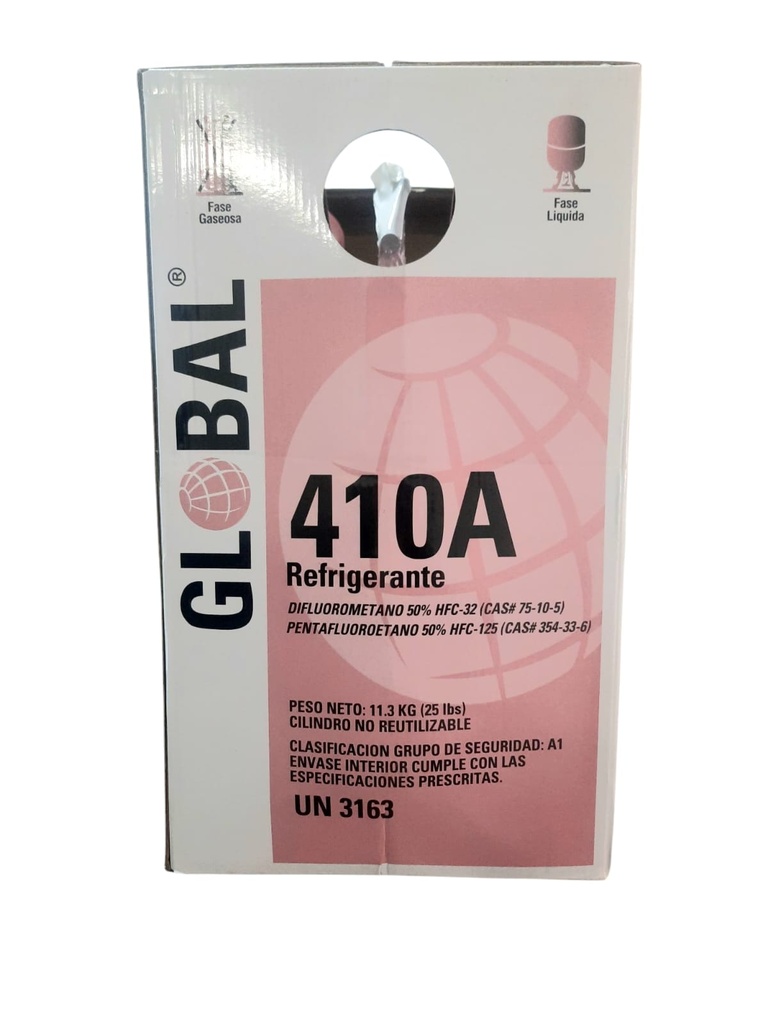 Fase
Gaseosa
Fase
Liquida
GLOBAL®
410A
Refrigerante
DIFLUOROMETANO 50% HFC-32 (CAS# 75-10-5)
PENTAFLUOROETANO 50% HFC-125 (CAS# 354-33-6)
PESO NETO: 11.3 KG (25 lbs)
CILINDRO NO REUTILIZABLE
CLASIFICACION GRUPO DE SEGURIDAD: A1
ENVASE INTERIOR CUMPLE CON LAS
ESPECIFICACIONES PRESCRITAS.
UN 3163